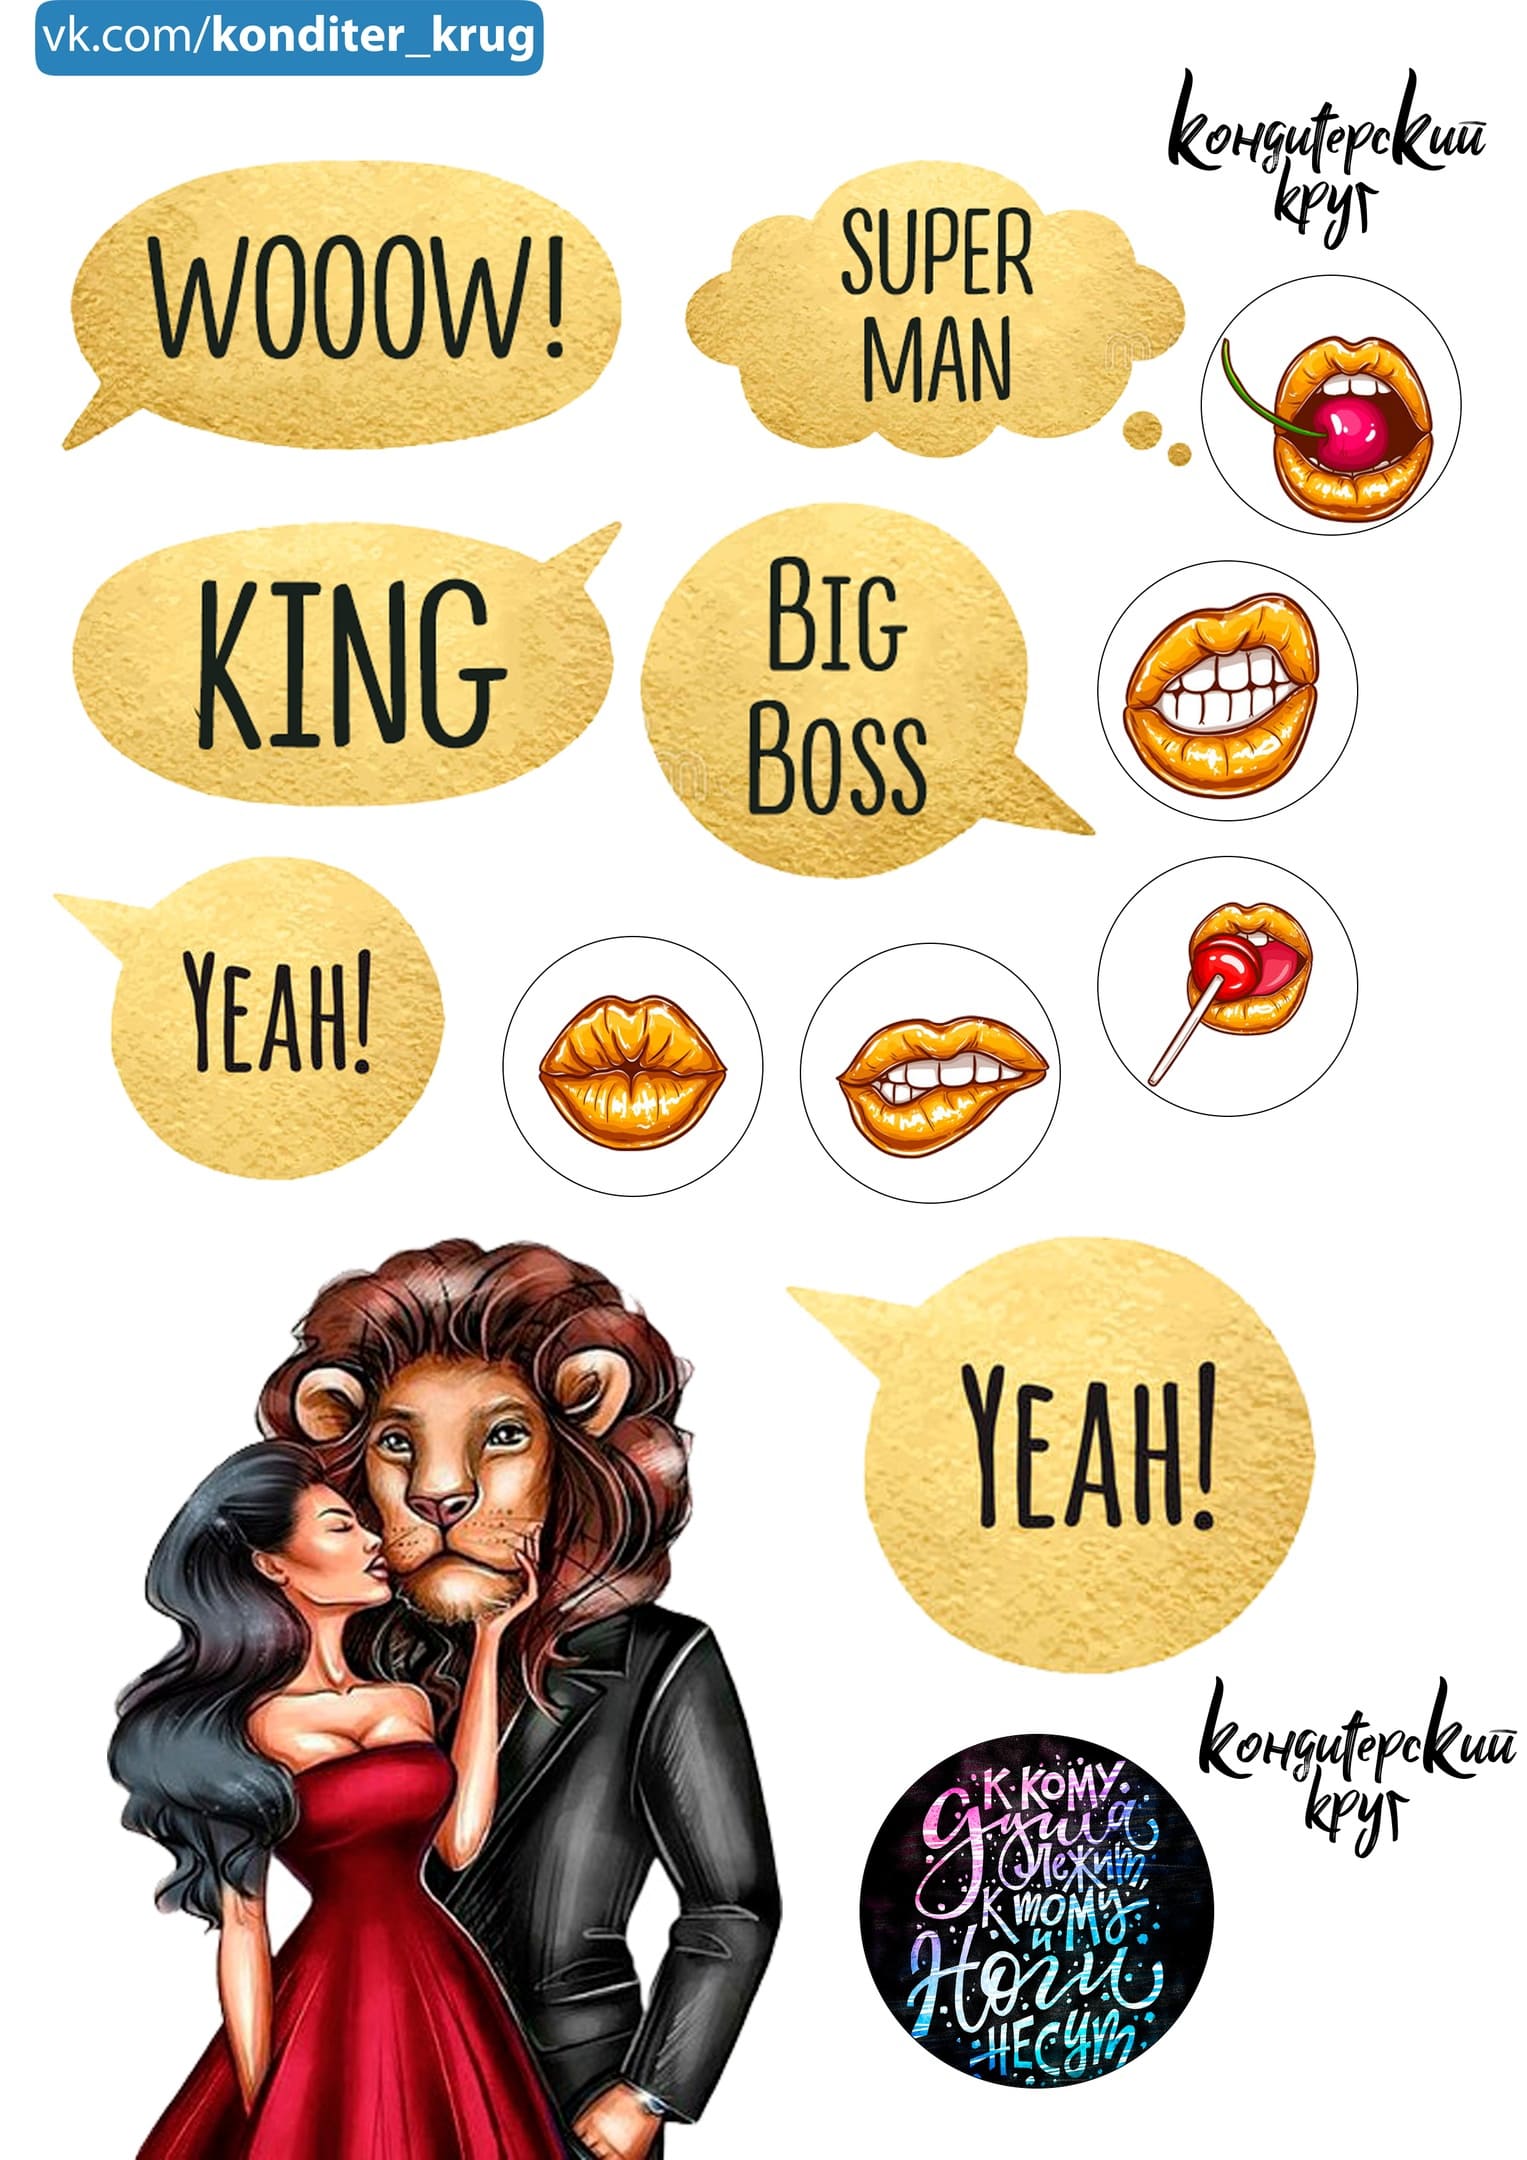 vk.com/konditer_krug
кондитерский
круг
WOOOW!
SUPER
MAN
KING
BIG
BOSS
YEAH!
YEAH!
кондитерский
круг
К КОМУ
душа
лежит,
к тому
и
Ноги
несут